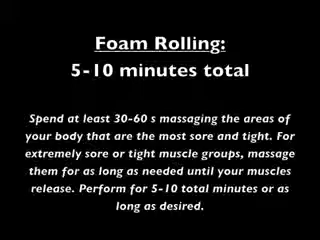 Foam Rolling:
5-10 minutes total
Spend at least 30-60 s massaging the areas of
your body that are the most sore and tight. For
extremely sore or tight muscle groups, massage
them for as long as needed until your muscles
release. Perform for 5-10 total minutes or as
long as desired.